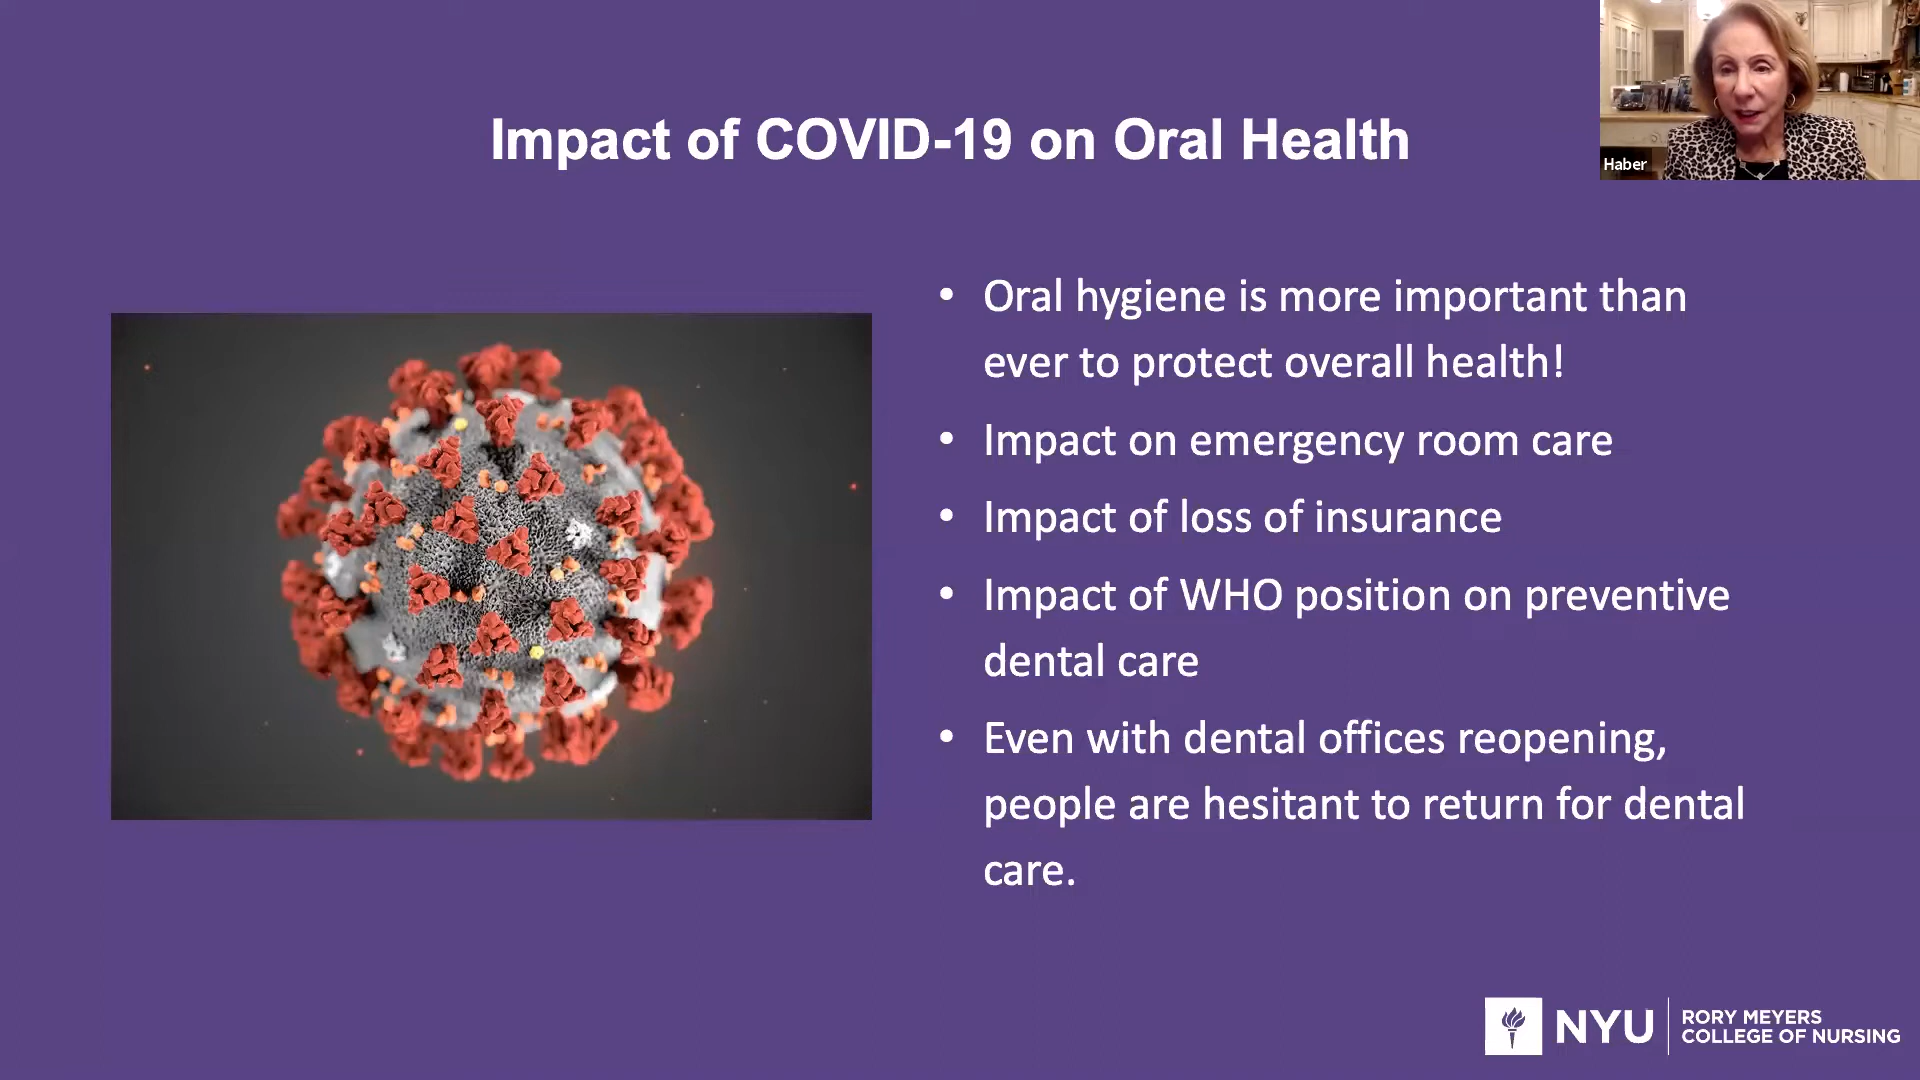 Impact of COVID-19 on Oral Health
Haber
• Oral hygiene is more important than
ever to protect overall health!
• Impact on emergency room care
• Impact of loss of insurance
• Impact of WHO position on preventive
dental care
• Even with dental offices reopening,
people are hesitant to return for dental
care.
NYU
RORY MEYERS
COLLEGE OF NURSING